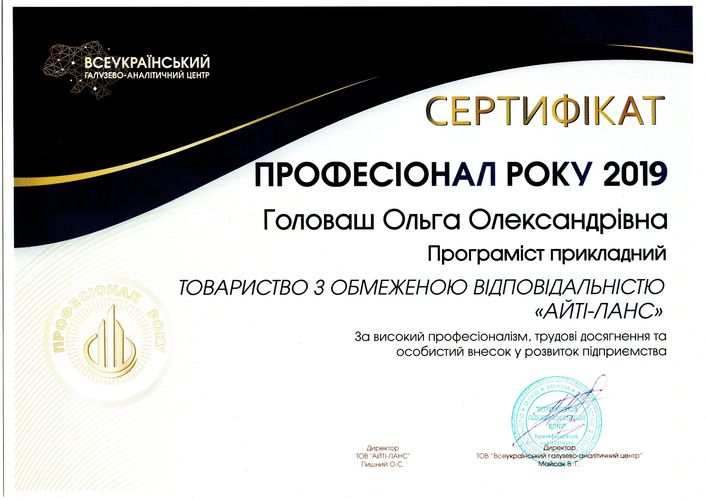 ВСЕУКРАЇНСЬКИЙ
ГАЛУЗЕВО-АНАЛІТИЧНИЙ ЦЕНТР
СЕРТИФІКАТ
ПРОФЕСІОНАЛ РОКУ 2019
Головаш Ольга Олександрівна
Програміст прикладний
ТОВАРИСТВО З ОБМЕЖЕНОЮ ВІДПОВІДАЛЬНІСТЮ
«АЙТІ-ЛАНС»
ПРОФЕСІОНАЛ РОКУ
За високий професіоналізм, трудові досягнення та
особистий внесок у розвиток підприємства
Директор
ТОВ "АЙТІ-ЛАНС"
Пишний О.С.
Директор
ТОВ "Всеукраїнський галузево-аналітичний центр"
Майсак В. Г.